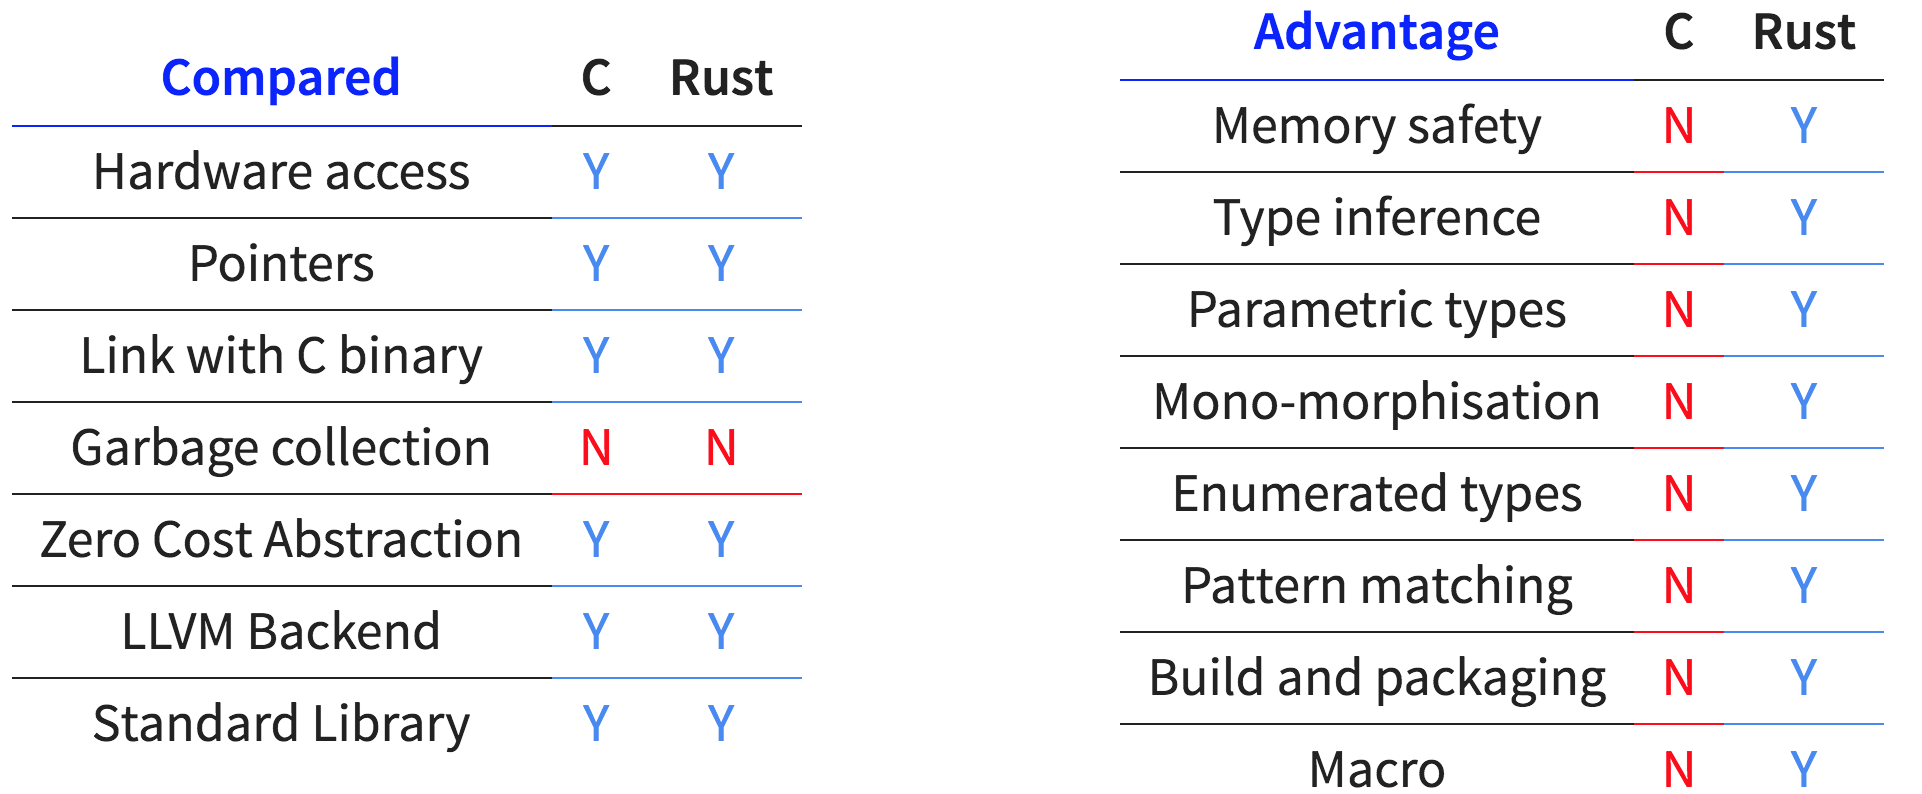 Compared C Rust
Hardware access Y Y
Pointers Y Y
Link with C binary Y Y
Garbage collection N N
Zero Cost Abstraction Y Y
LLVM Backend Y Y
Standard Library Y Y
Advantage C Rust
Memory safety N Y
Type inference N Y
Parametric types N Y
Mono-morphisation N Y
Enumerated types N Y
Pattern matching N Y
Build and packaging N Y
Macro N Y